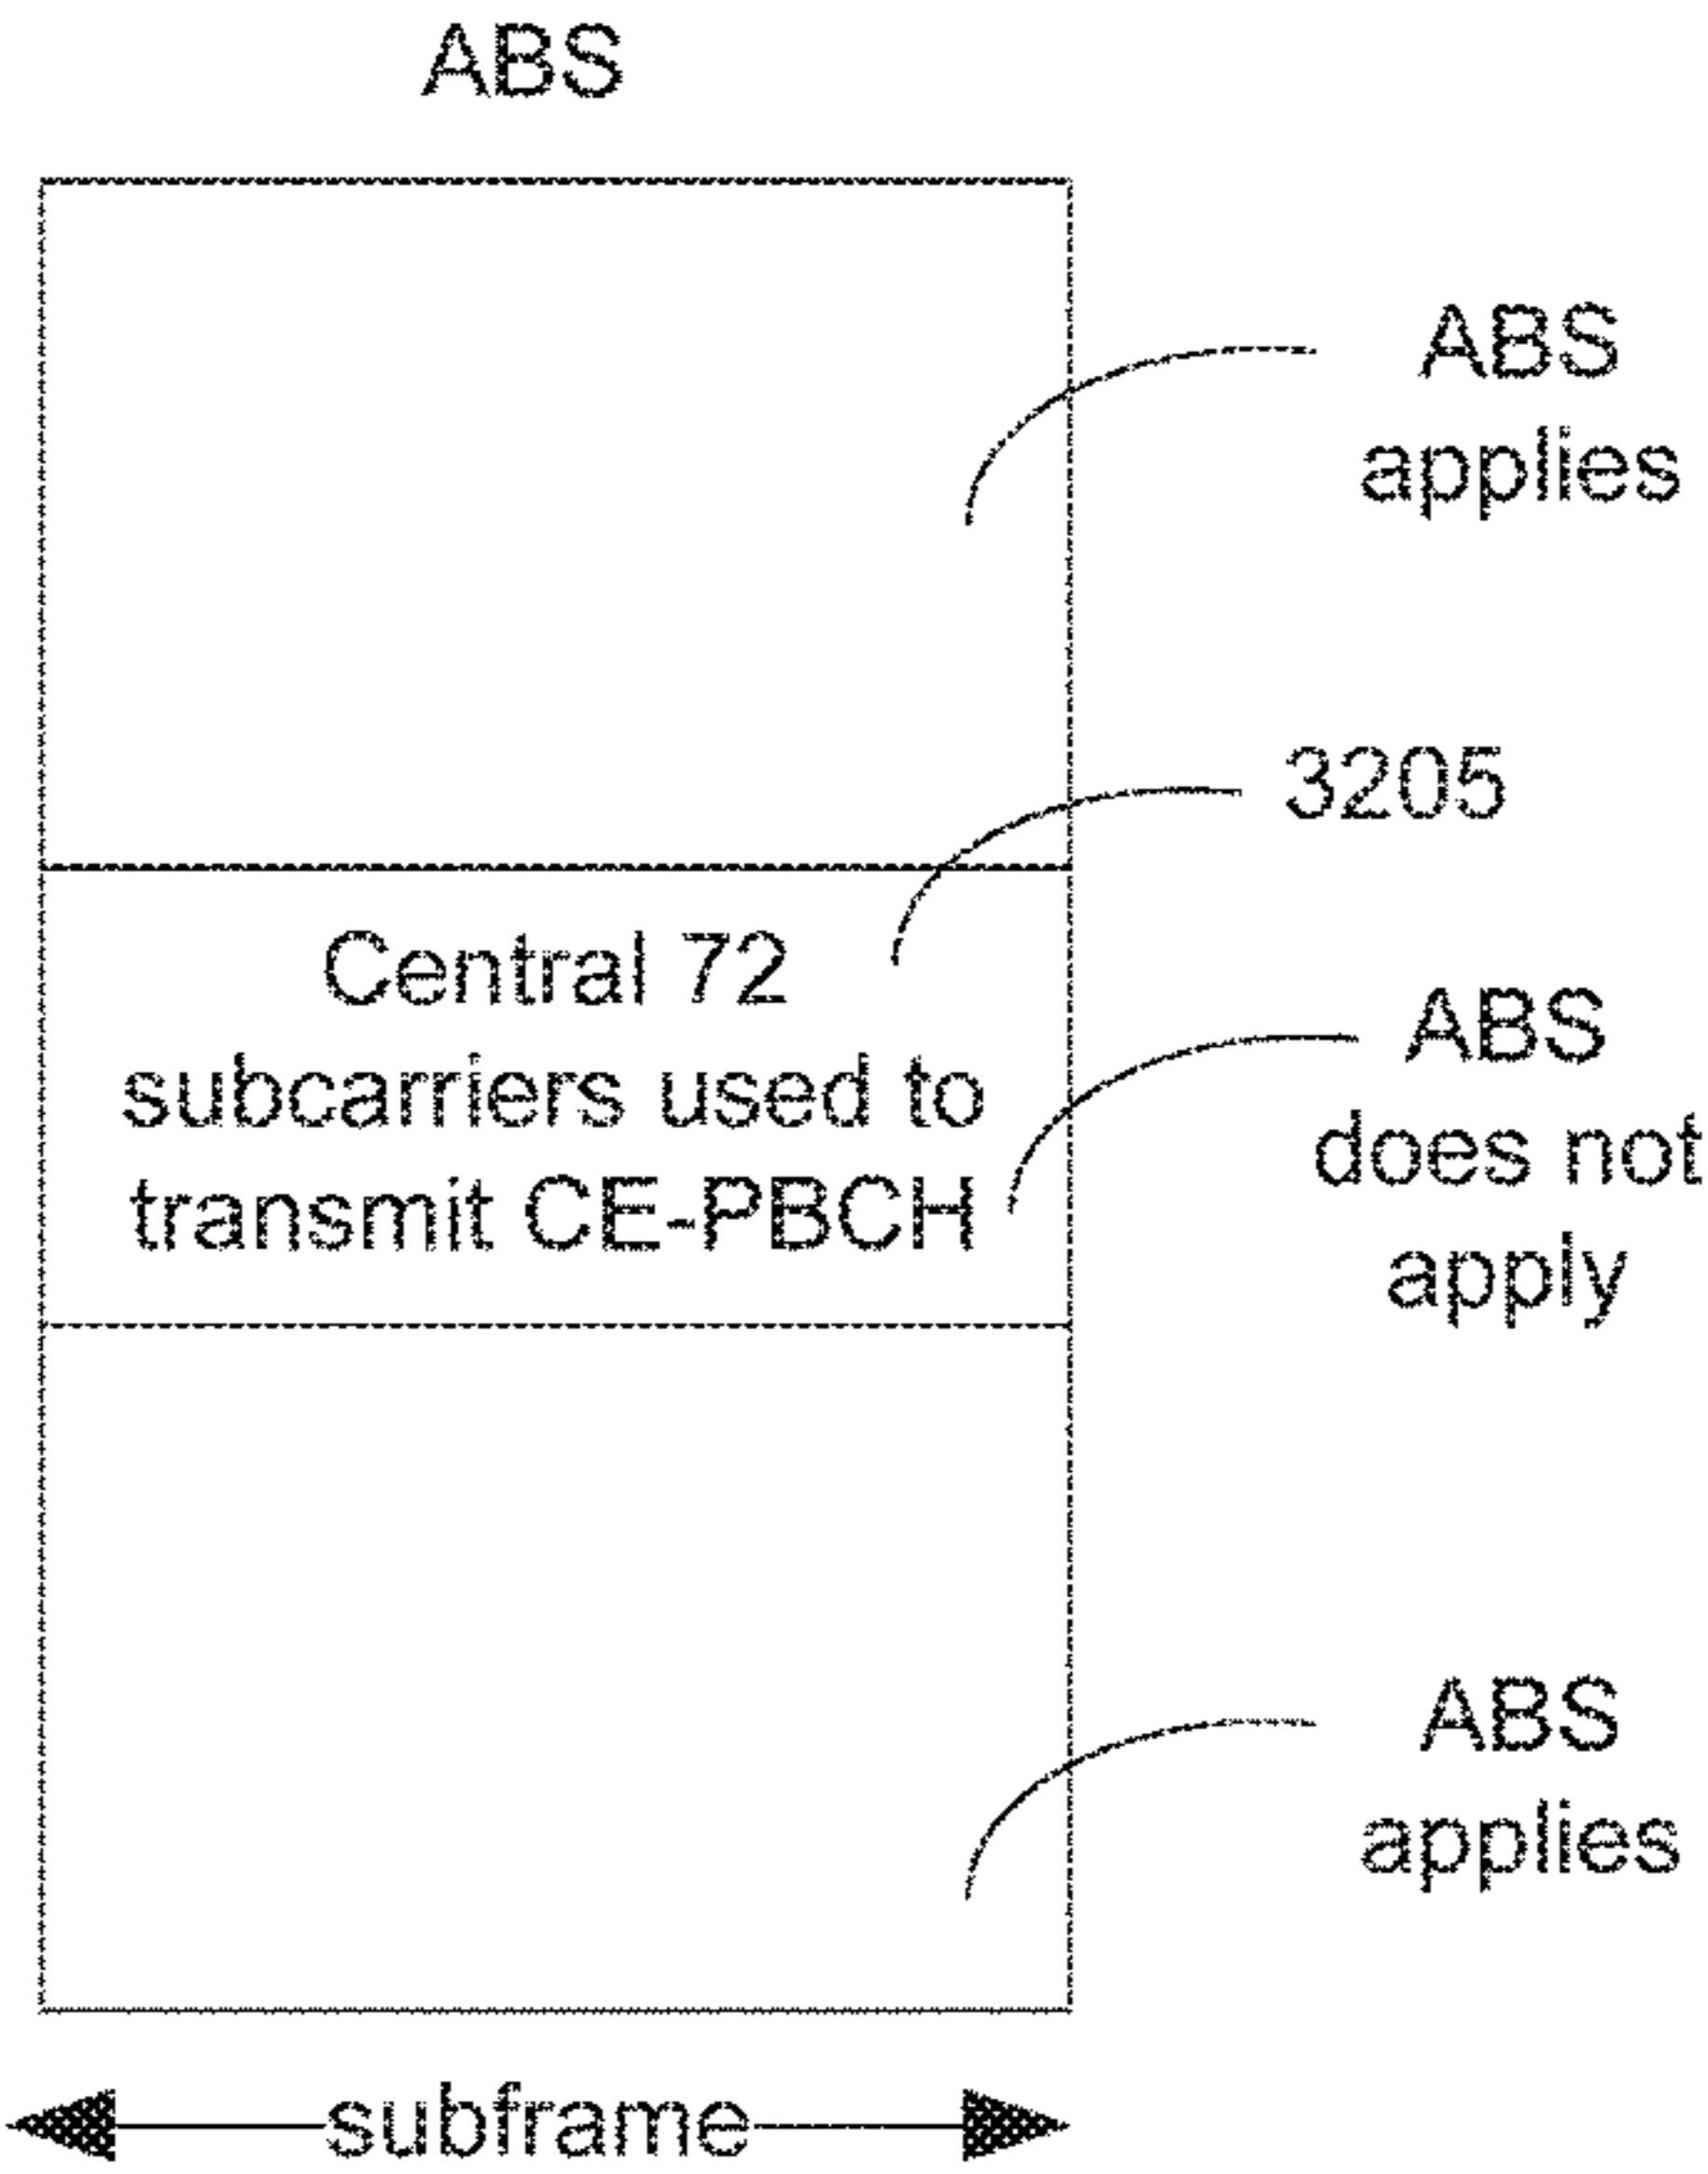 ABS
ABS
applies
3205
Central 72
subcarriers used to
transmit CE-PBCH
ABS
does not
apply
ABS
applies
subframe